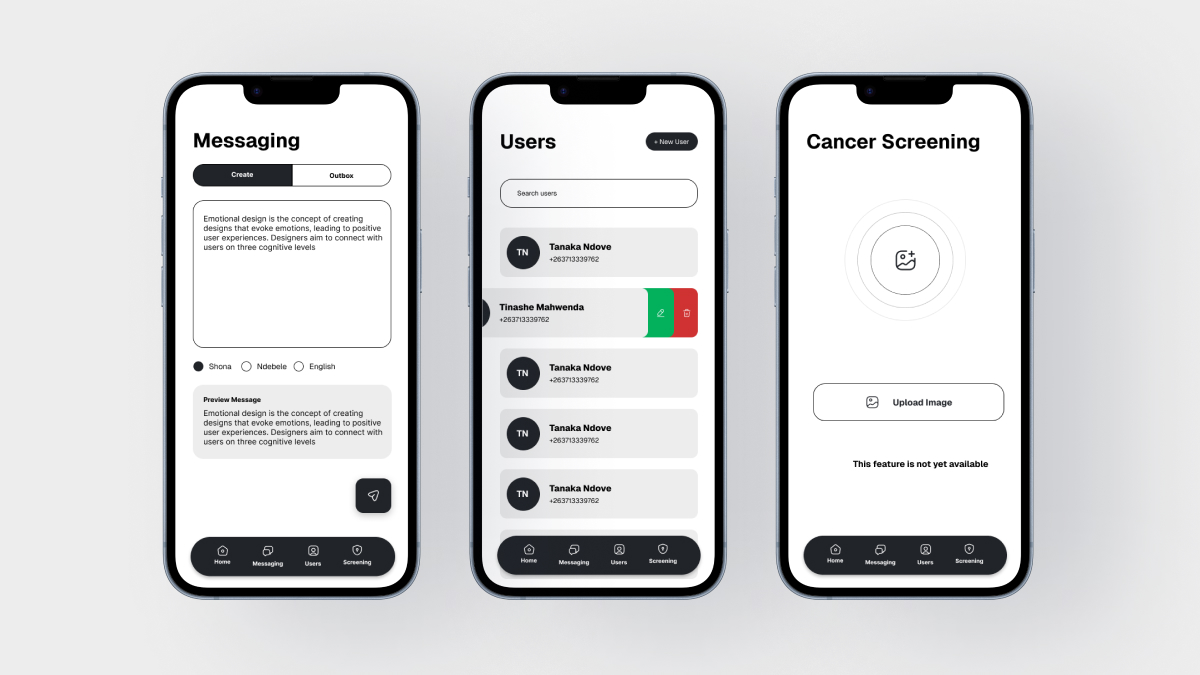 Messaging
Create
Outbox
Emotional design is the concept of creating
designs that evoke emotions, leading to positive
user experiences. Designers aim to connect with
users on three cognitive levels
Shona
Ndebele
English
Preview Message
Emotional design is the concept of creating
designs that evoke emotions, leading to positive
user experiences. Designers aim to connect with
users on three cognitive levels
Home
Messaging
Users
Screening
Users
+ New User
Search users
TN
Tanaka Ndove
+263713339762
Tinashe Mahwenda
+263713339762
TN
Tanaka Ndove
+263713339762
TN
Tanaka Ndove
+263713339762
TN
Tanaka Ndove
+263713339762
Home
Messaging
Users
Screening
Cancer Screening
Upload Image
This feature is not yet available
Home
Messaging
Users
Screening